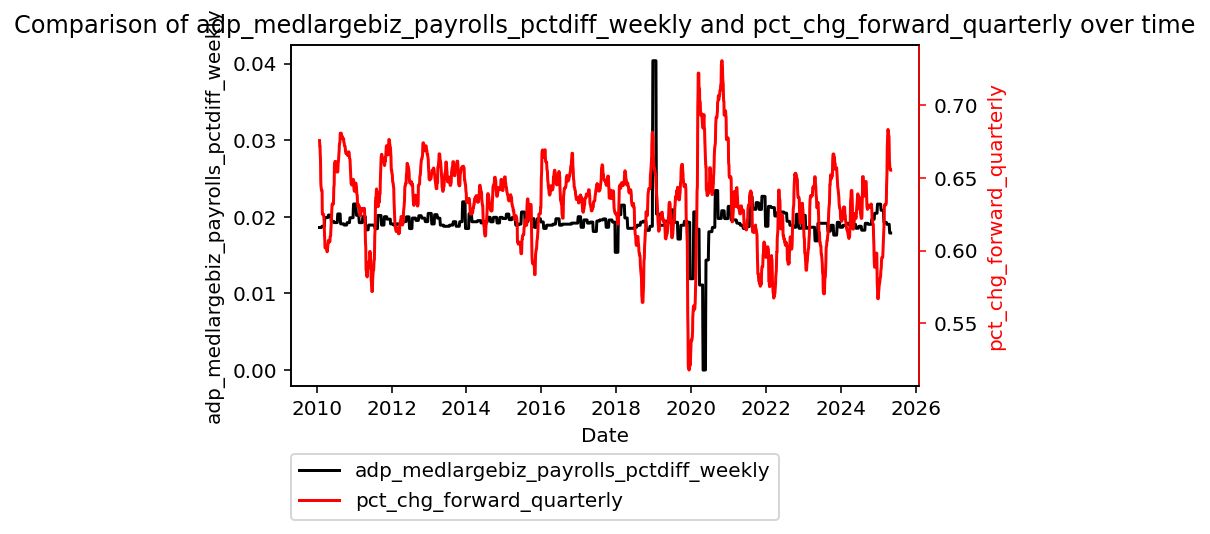 Comparison of adp_medlargebiz_payrolls_pctdiff_weekly and pct_chg_forward_quarterly over time
adp_medlargebiz_payrolls_pctdiff_weekly
0.04
0.03
0.02
0.01
0.00
0.70
0.65
0.60
0.55
pct_chg_forward_quarterly
2010 2012 2014 2016 2018 2020 2022 2024 2026
Date
adp_medlargebiz_payrolls_pctdiff_weekly
pct_chg_forward_quarterly